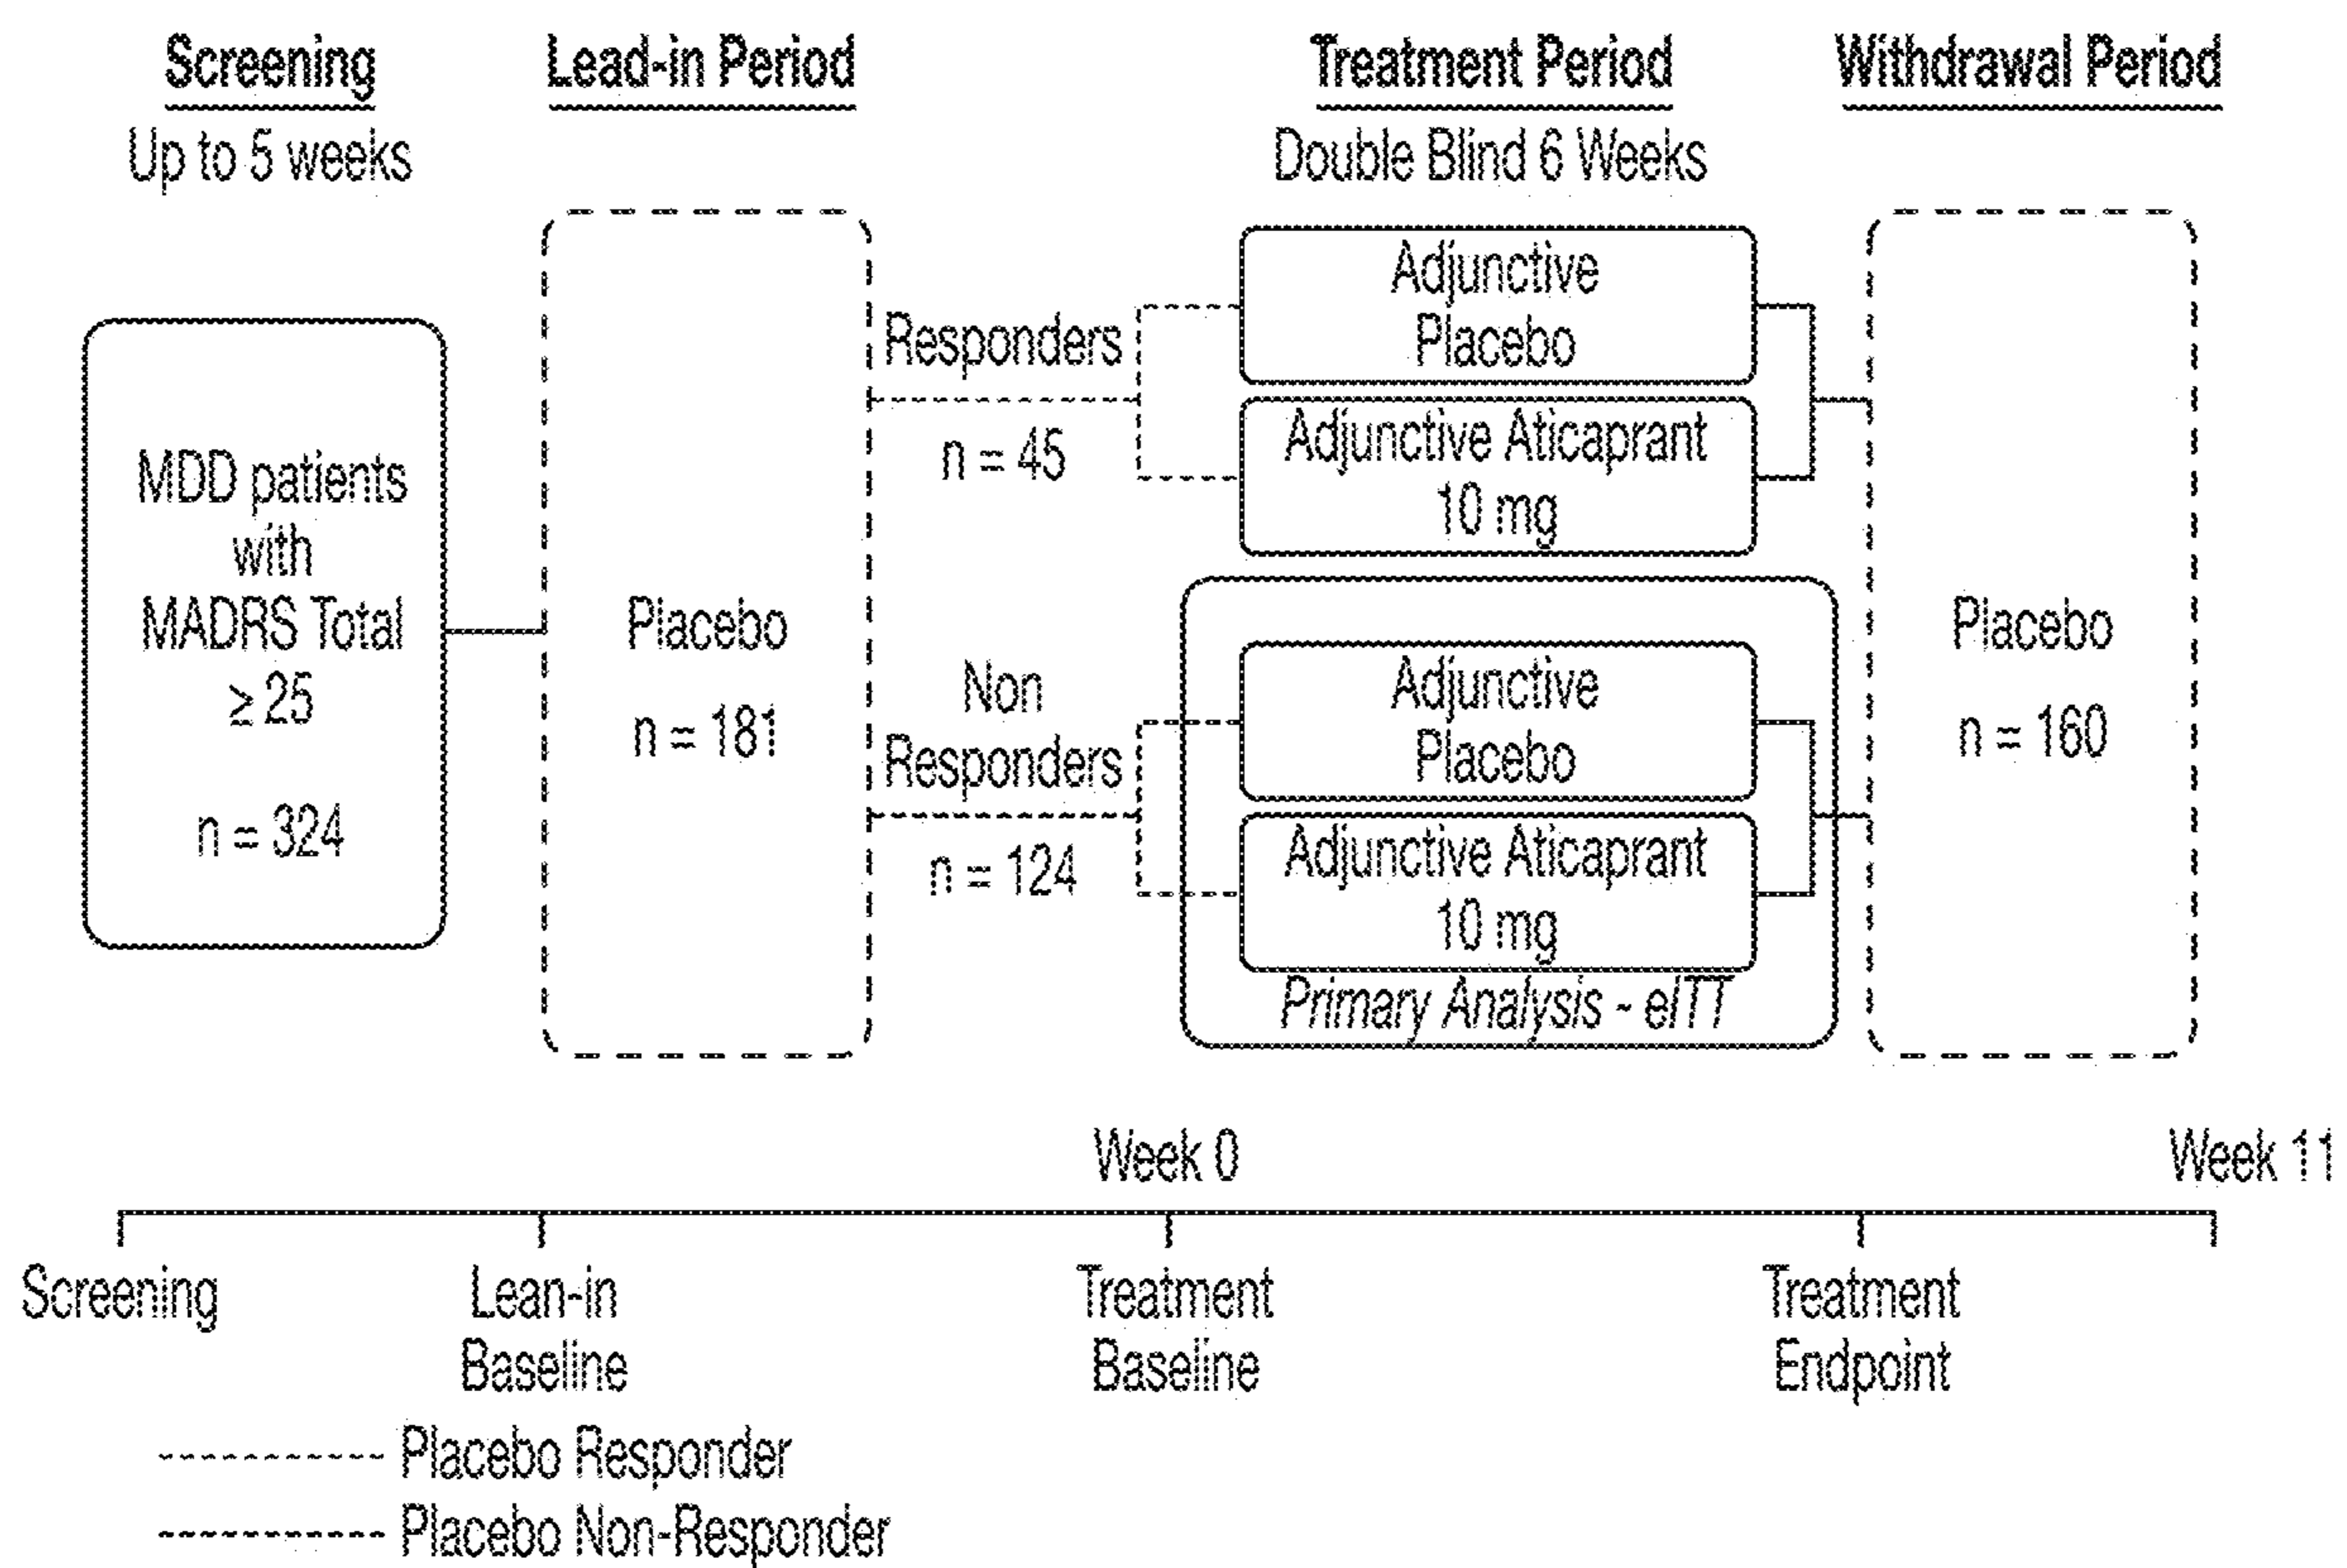 Screening
Up to 5 weeks
Lead-in Period
Treatment Period
Double Blind 6 Weeks
Withdrawal Period
MDD patients
with
MADRS Total
≥ 25
n = 324
Placebo
n = 181
Responders
n = 45
Non
Responders
n = 124
Adjunctive
Placebo
Adjunctive Aticaprant
10 mg
Adjunctive
Placebo
Adjunctive Aticaprant
10 mg
Primary Analysis - eITT
Placebo
n = 160
Week 0
Week 11
Screening
Lean-in
Baseline
Treatment
Baseline
Treatment
Endpoint
Placebo Responder
Placebo Non-Responder